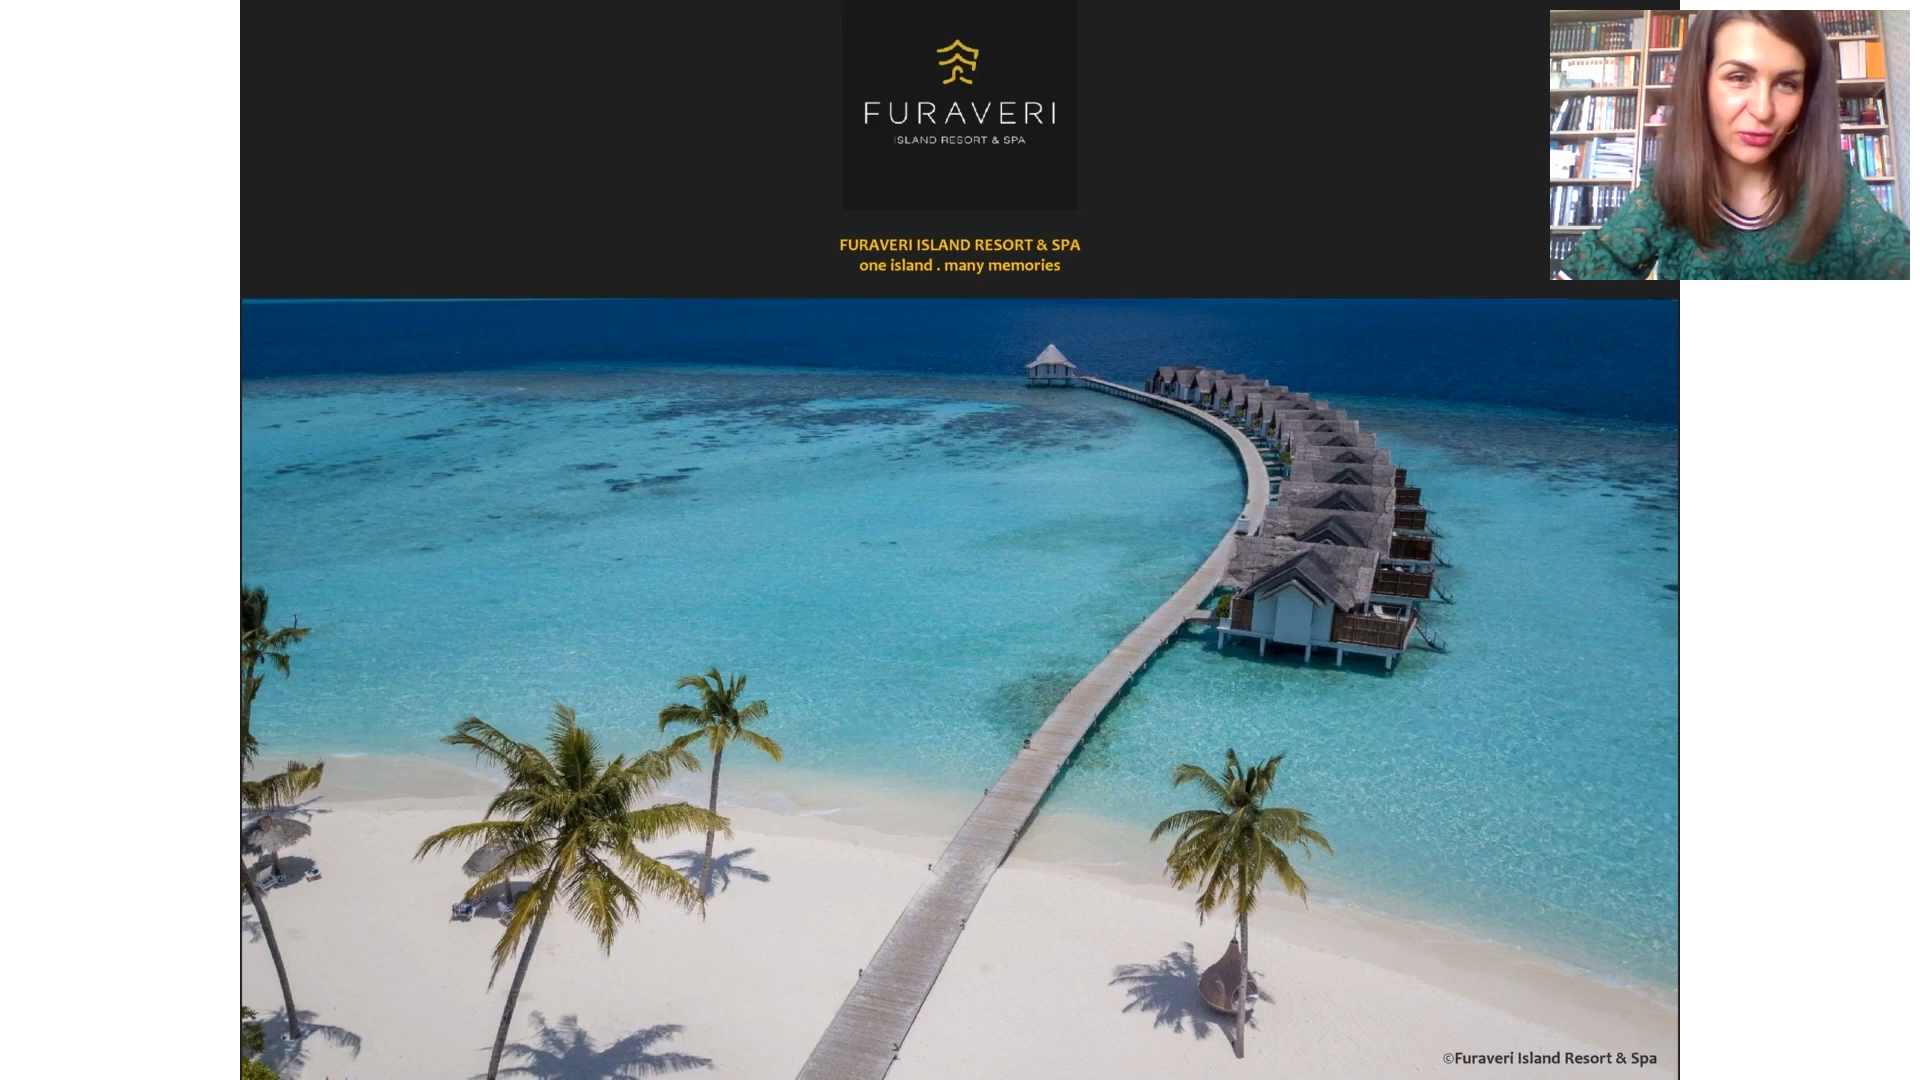 FURAVERI
ISLAND RESORT & SPA
FURAVERI ISLAND RESORT & SPA
one island . many memories
©Furaveri Island Resort & Spa